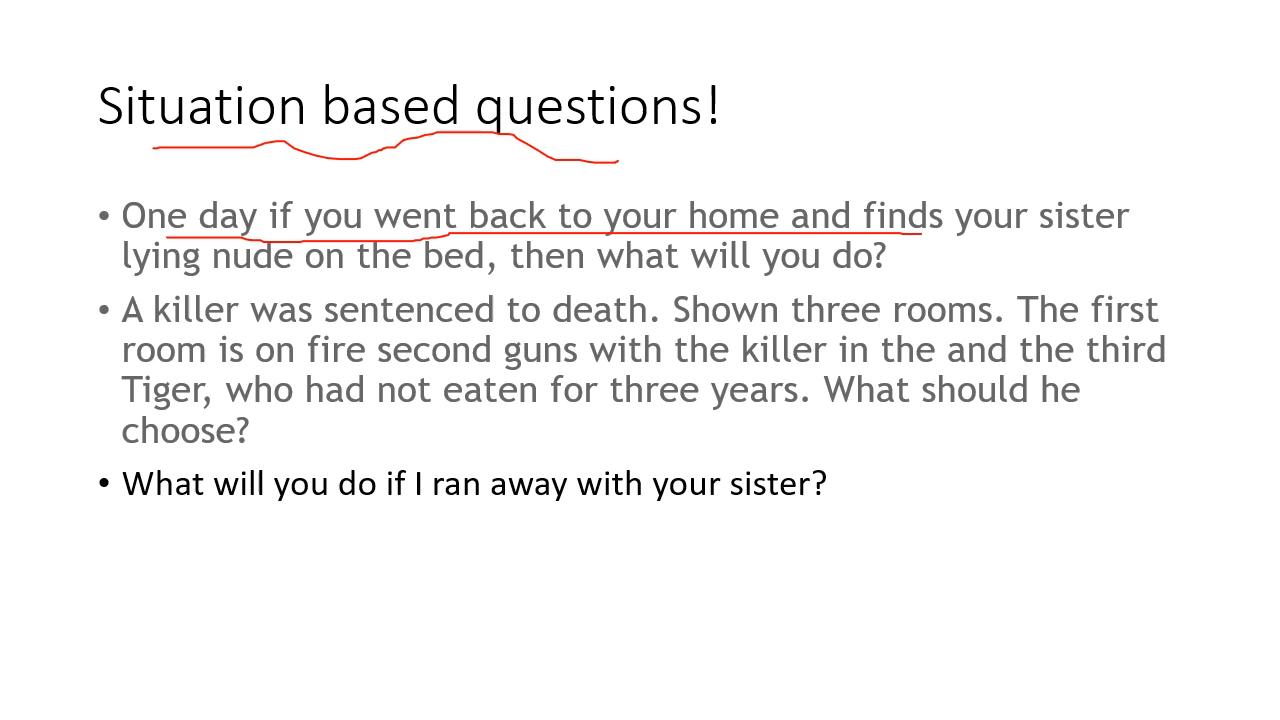 Situation based questions!
• One day if you went back to your home and finds your sister
lying nude on the bed, then what will you do?
• A killer was sentenced to death. Shown three rooms. The first
room is on fire second guns with the killer in the and the third
Tiger, who had not eaten for three years. What should he
choose?
• What will you do if I ran away with your sister?